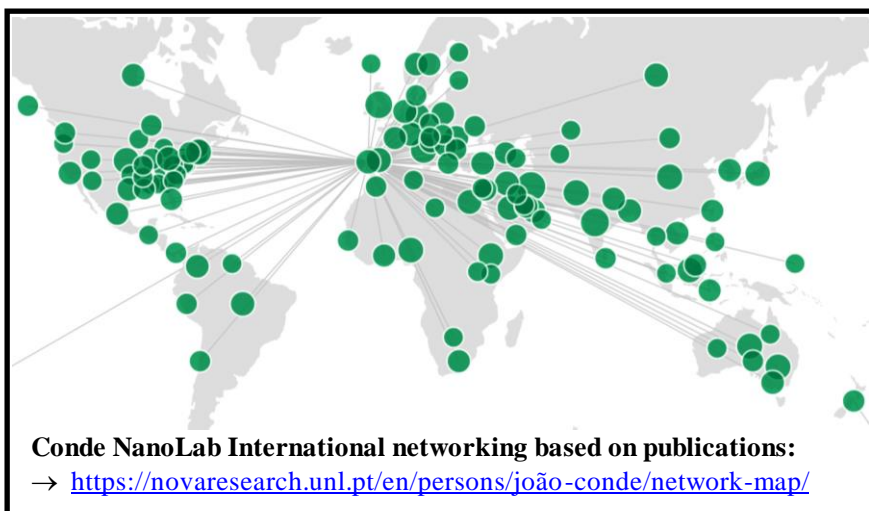 Conde NanoLab International networking based on publications:
→ https://novaresearch.unl.pt/en/persons/joão-conde/network-map/